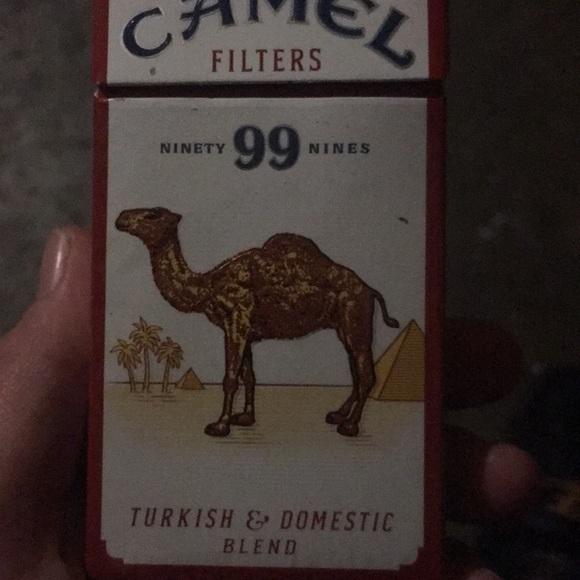 CAMEL
FILTERS
NINETY 99 NINES
TURKISH & DOMESTIC
BLEND